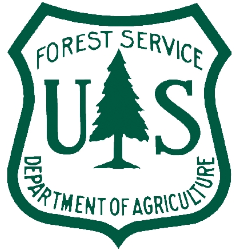 FOREST SERVICE
U S
DEPARTMENT OF AGRICULTURE